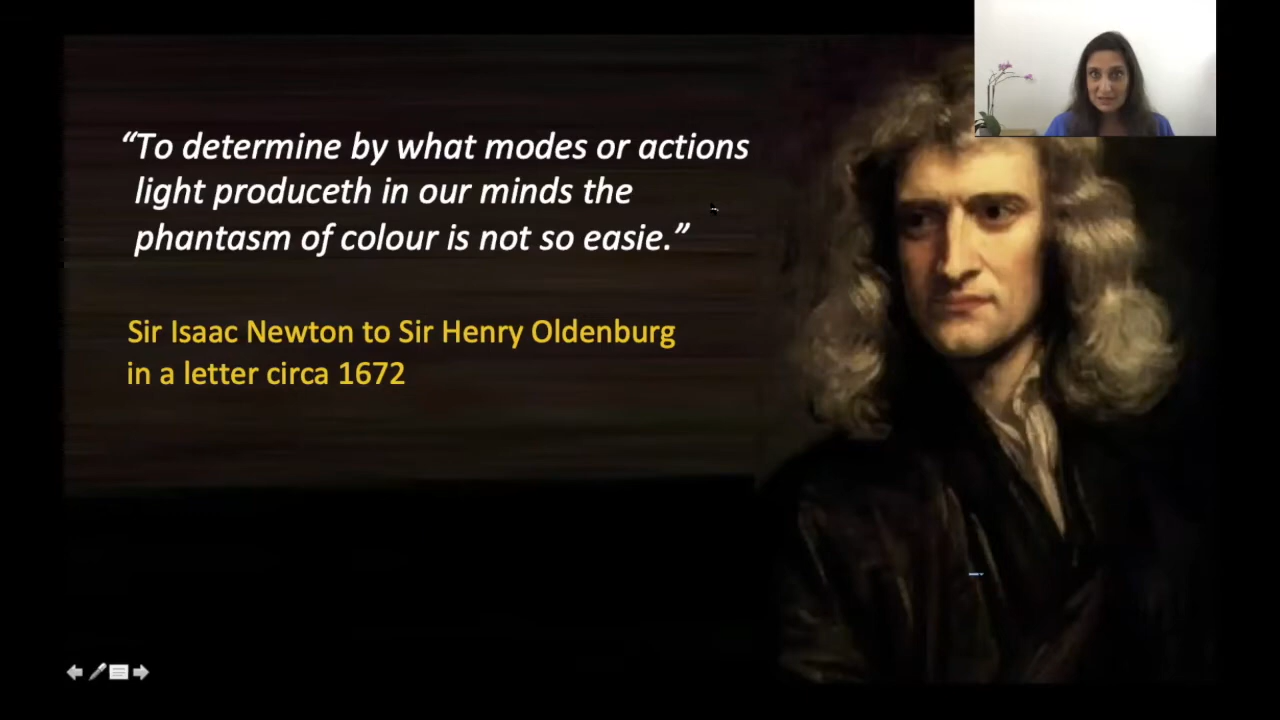 “To determine by what modes or actions
light produceth in our minds the
phantasm of colour is not so easie.”
Sir Isaac Newton to Sir Henry Oldenburg
in a letter circa 1672